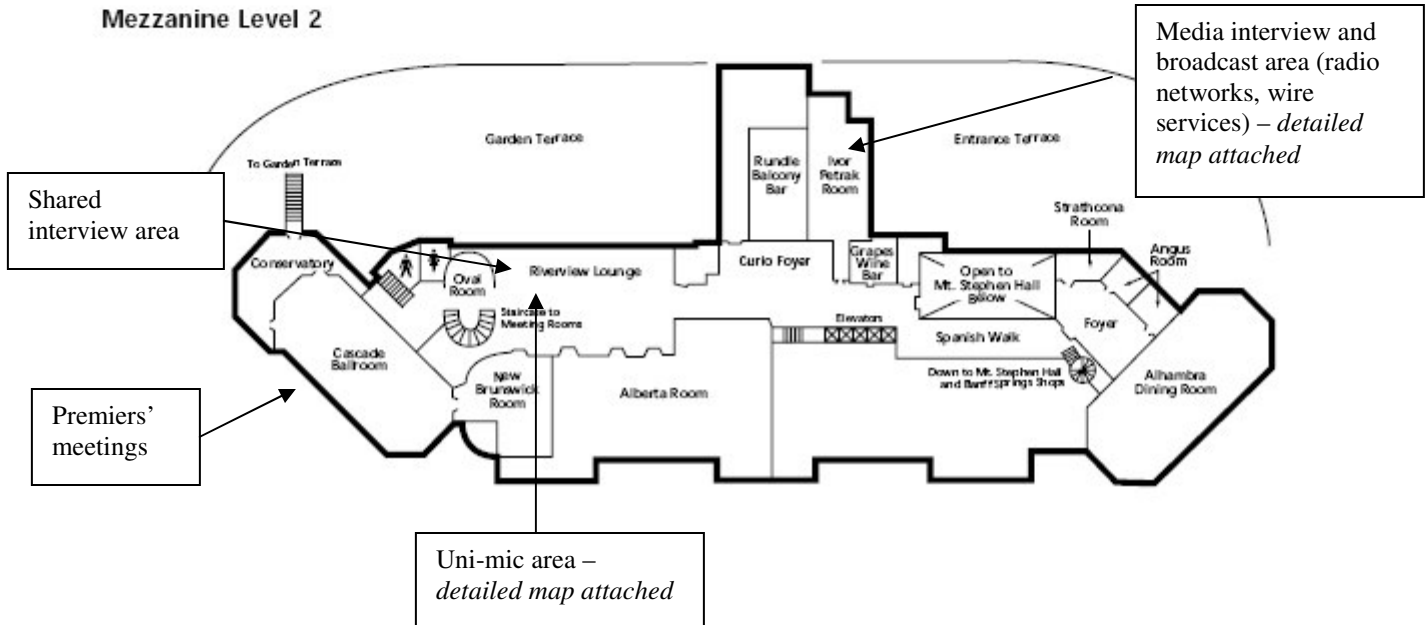 Mezzanine Level 2
Media interview and
broadcast area (radio
networks, wire
services) – detailed
map attached
Garden Terrace
Entrance Terrace
To Garden Terrace
Rundle
Balcony
Bar
Ivor
Petrak
Room
Shared
interview area
Strathcona
Room
Angus
Room
Conservatory
Oval
Room
Riverview Lounge
Curio Foyer
Grapes
Wine
Bar
Open to
Mt. Stephen Hall
Below
Staircase to
Meeting Rooms
Elevators
Foyer
Spanish Walk
Cascade
Ballroom
New
Brunswick
Room
Alberta Room
Down to Mt. Stephen Hall
and Banff Springs Shops
Alhambra
Dining Room
Premiers’
meetings
Uni-mic area –
detailed map attached